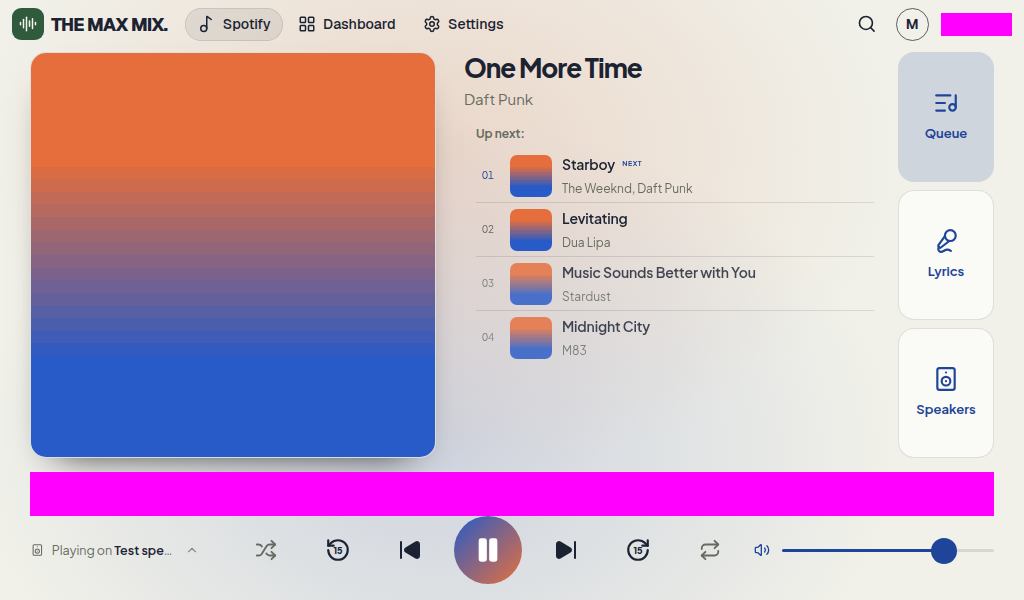 THE MAX MIX.
Spotify
Dashboard
Settings
M
One More Time
Daft Punk
Up next:
01
Starboy NEXT
The Weeknd, Daft Punk
02
Levitating
Dua Lipa
03
Music Sounds Better with You
Stardust
04
Midnight City
M83
Queue
Lyrics
Speakers
Playing on Test spe...
15
15